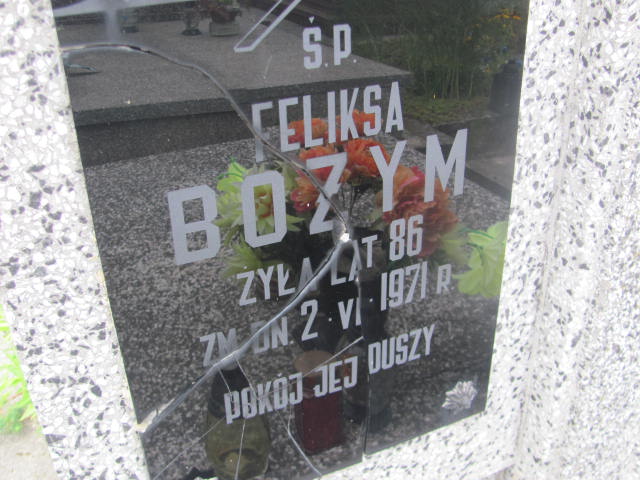 Ś.P.
FELIKSA
BOZYM
ŻYŁA LAT 86
ZM. DN. 2·VI·1971 R
POKÓJ JEJ DUSZY